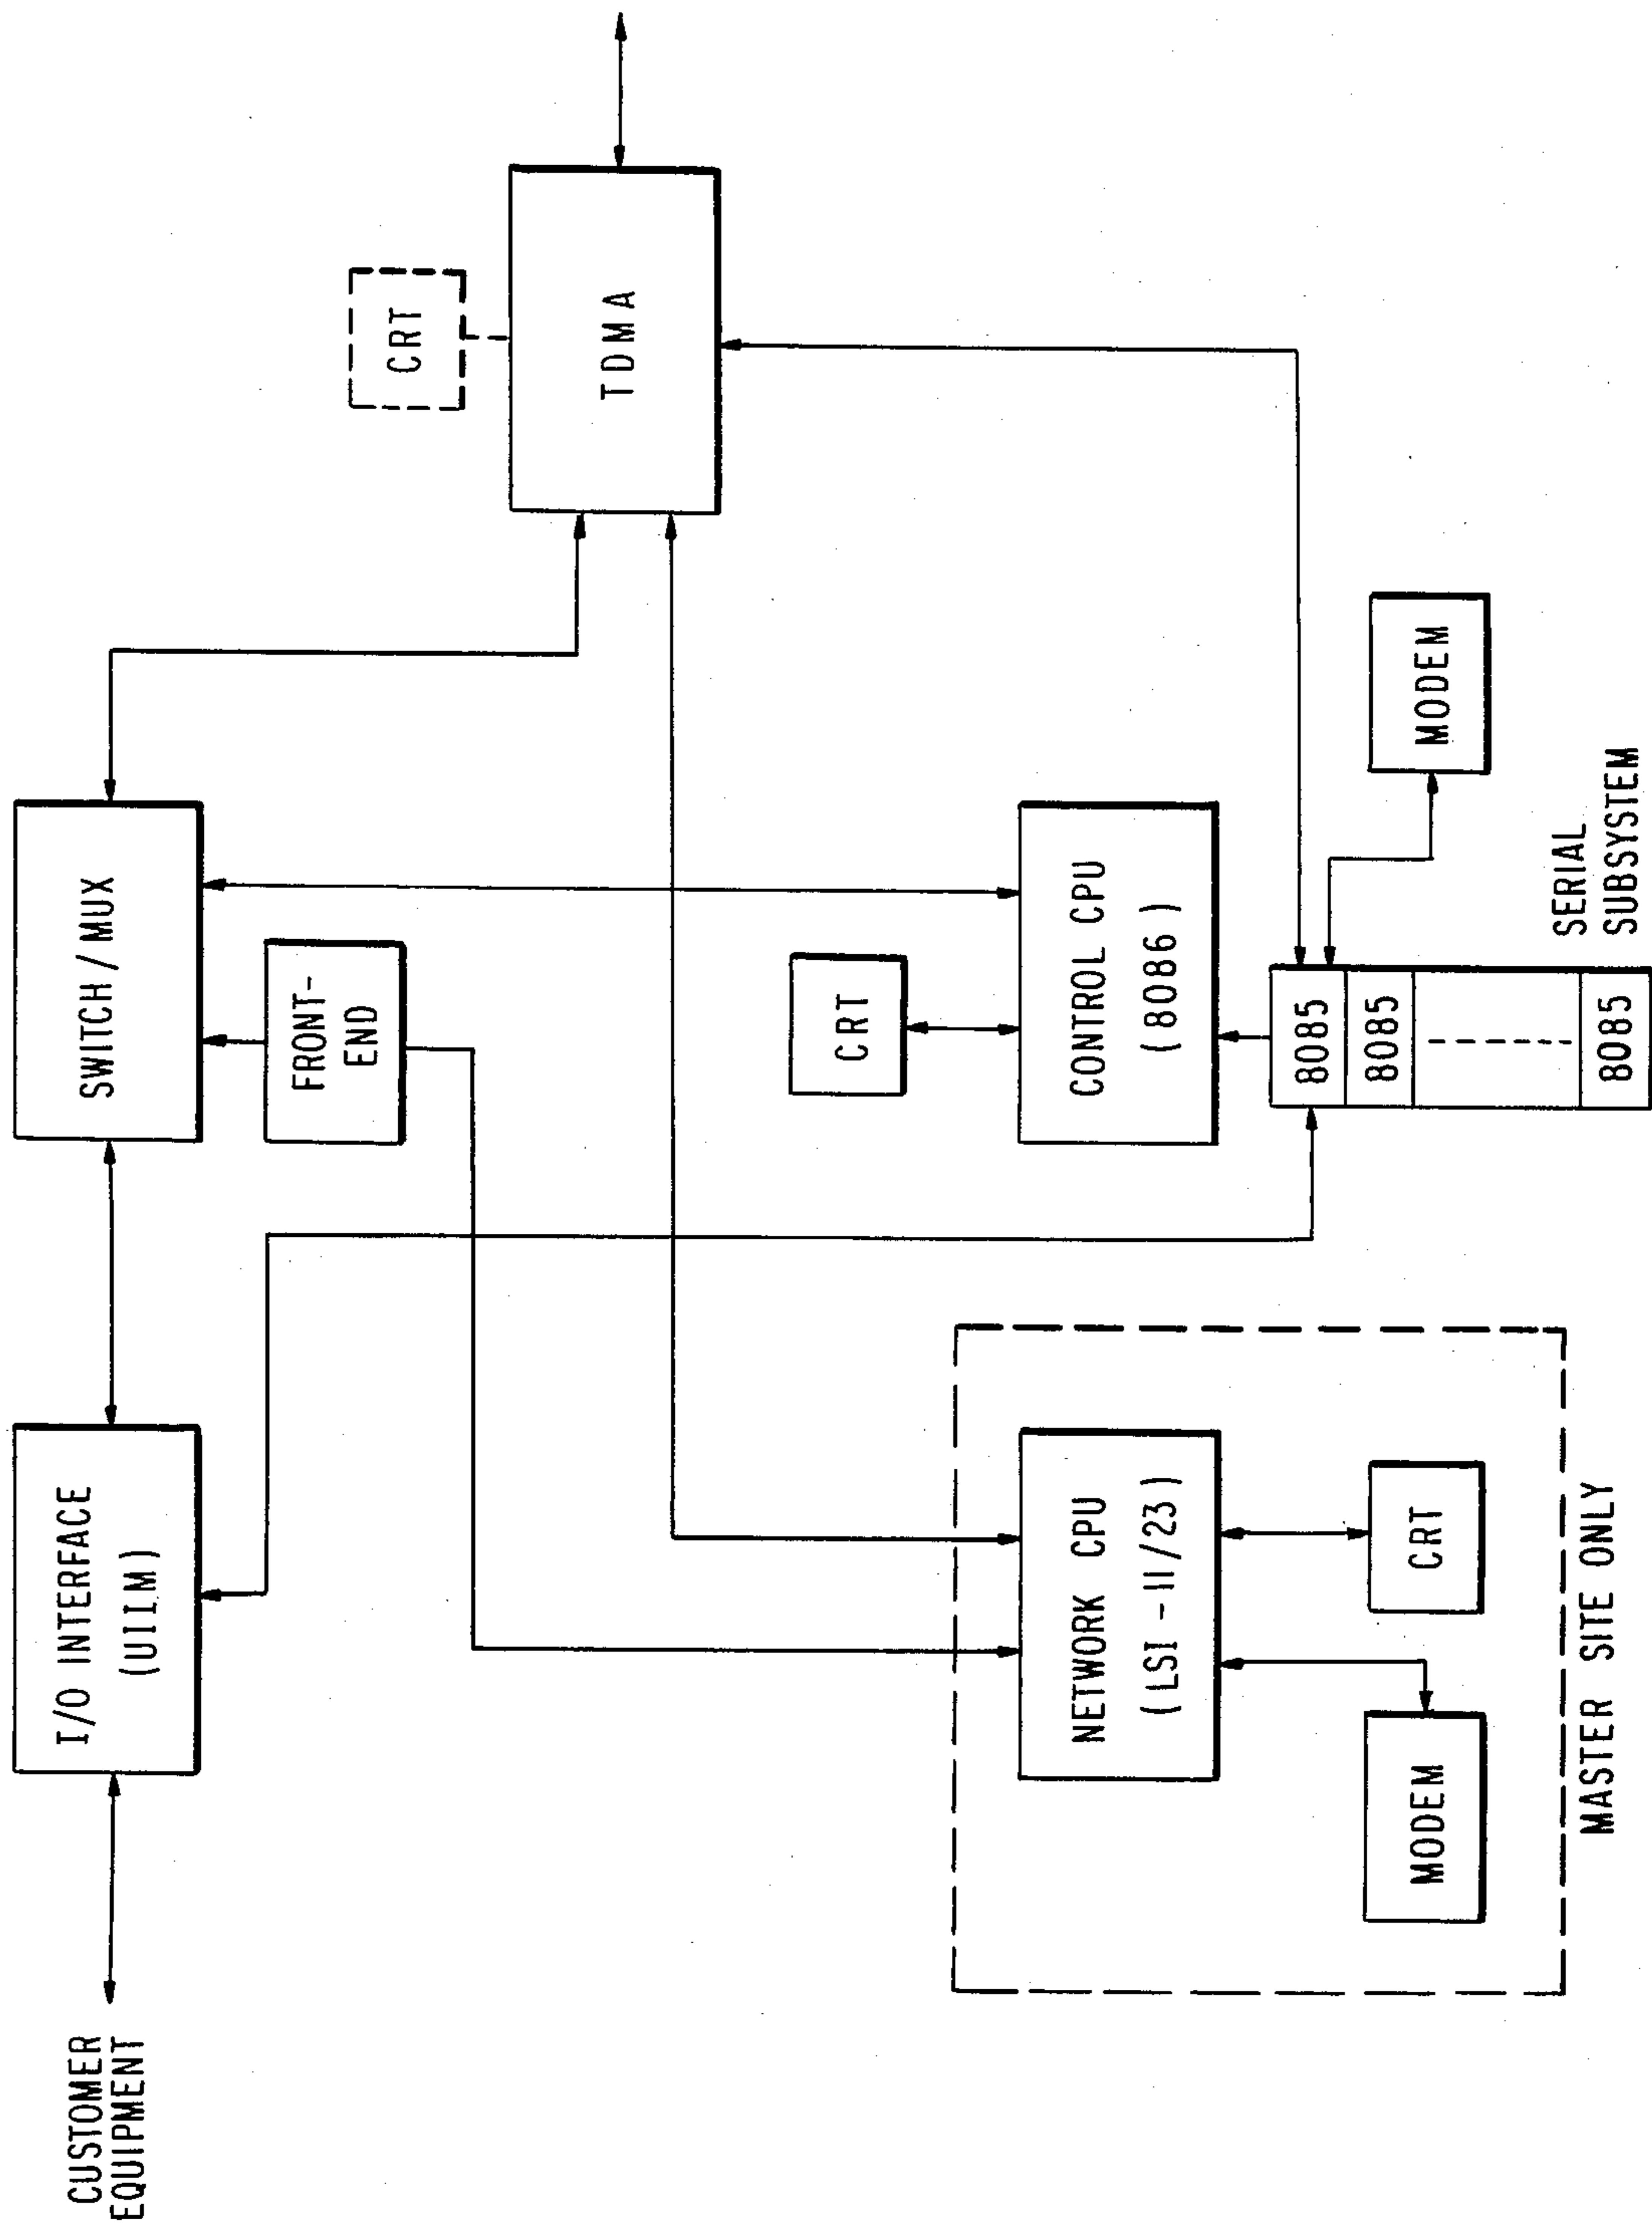 CUSTOMER
EQUIPMENT
I/O INTERFACE
(UIIM)
SWITCH/MUX
FRONT-
END
CRT
TDMA
CRT
CONTROL CPU
(8086)
8085
8085
8085
SERIAL
SUBSYSTEM
MODEM
NETWORK CPU
(LSI-11/23)
MODEM
CRT
MASTER SITE ONLY